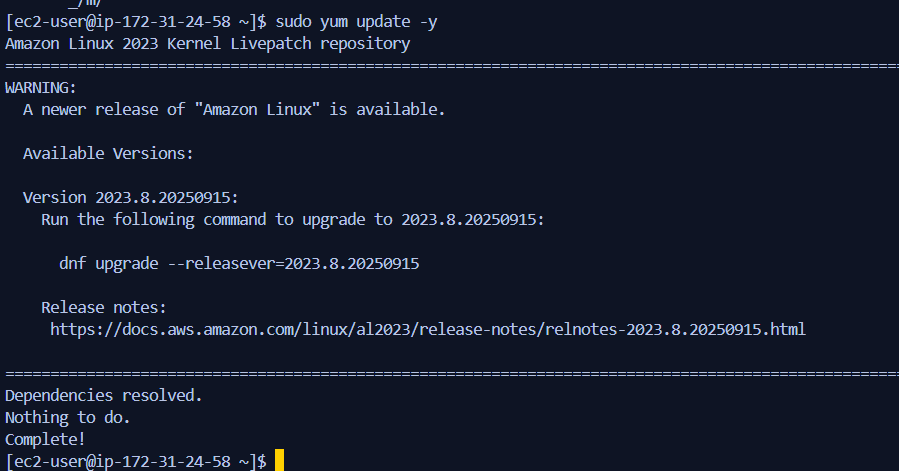 _/m/
[ec2-user@ip-172-31-24-58 ~]$ sudo yum update -y
Amazon Linux 2023 Kernel Livepatch repository
====================================================================================================
WARNING:
  A newer release of "Amazon Linux" is available.

  Available Versions:

  Version 2023.8.20250915:
    Run the following command to upgrade to 2023.8.20250915:

      dnf upgrade --releasever=2023.8.20250915

    Release notes:
     https://docs.aws.amazon.com/linux/al2023/release-notes/relnotes-2023.8.20250915.html

====================================================================================================
Dependencies resolved.
Nothing to do.
Complete!
[ec2-user@ip-172-31-24-58 ~]$